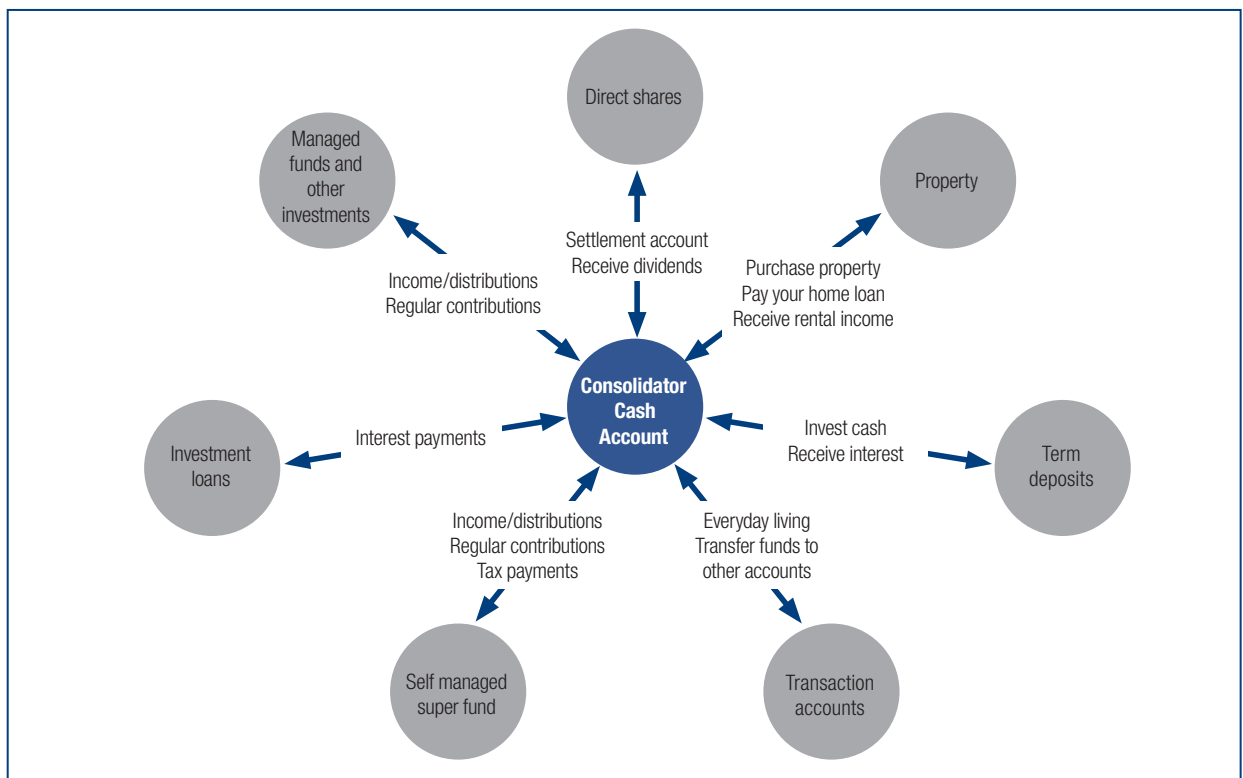 Direct shares
Managed
funds and
other
investments
Property
Settlement account
Receive dividends
Income/distributions
Regular contributions
Purchase property
Pay your home loan
Receive rental income
Consolidator
Cash
Account
Investment
loans
Interest payments
Invest cash
Receive interest
Term
deposits
Income/distributions
Regular contributions
Tax payments
Everyday living
Transfer funds to
other accounts
Self managed
super fund
Transaction
accounts